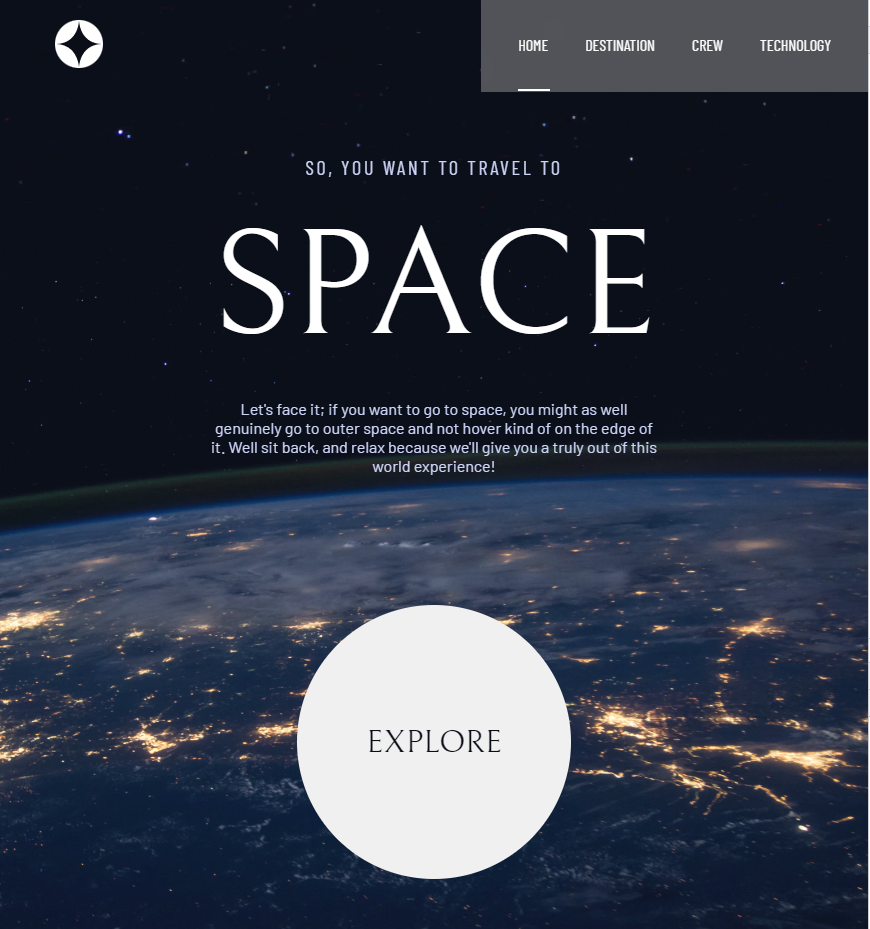 HOME DESTINATION CREW TECHNOLOGY
SO, YOU WANT TO TRAVEL TO
SPACE
Let's face it; if you want to go to space, you might as well
genuinely go to outer space and not hover kind of on the edge of
it. Well sit back, and relax because we'll give you a truly out of this
world experience!
EXPLORE